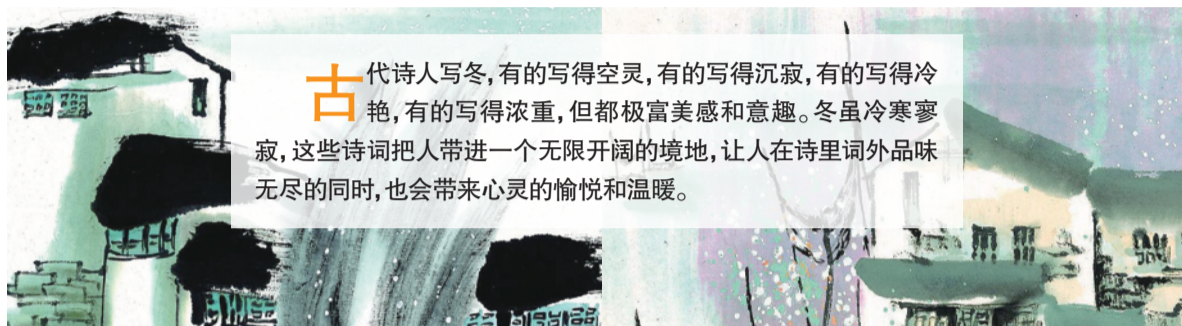 古代诗人写冬，有的写得空灵，有的写得沉寂，有的写得冷
艳，有的写得浓重，但都极富美感和意趣。冬虽冷寒寥
寂，这些诗词把人带进一个无限开阔的境地，让人在诗里词外品味
无尽的同时，也会带来心灵的愉悦和温暖。